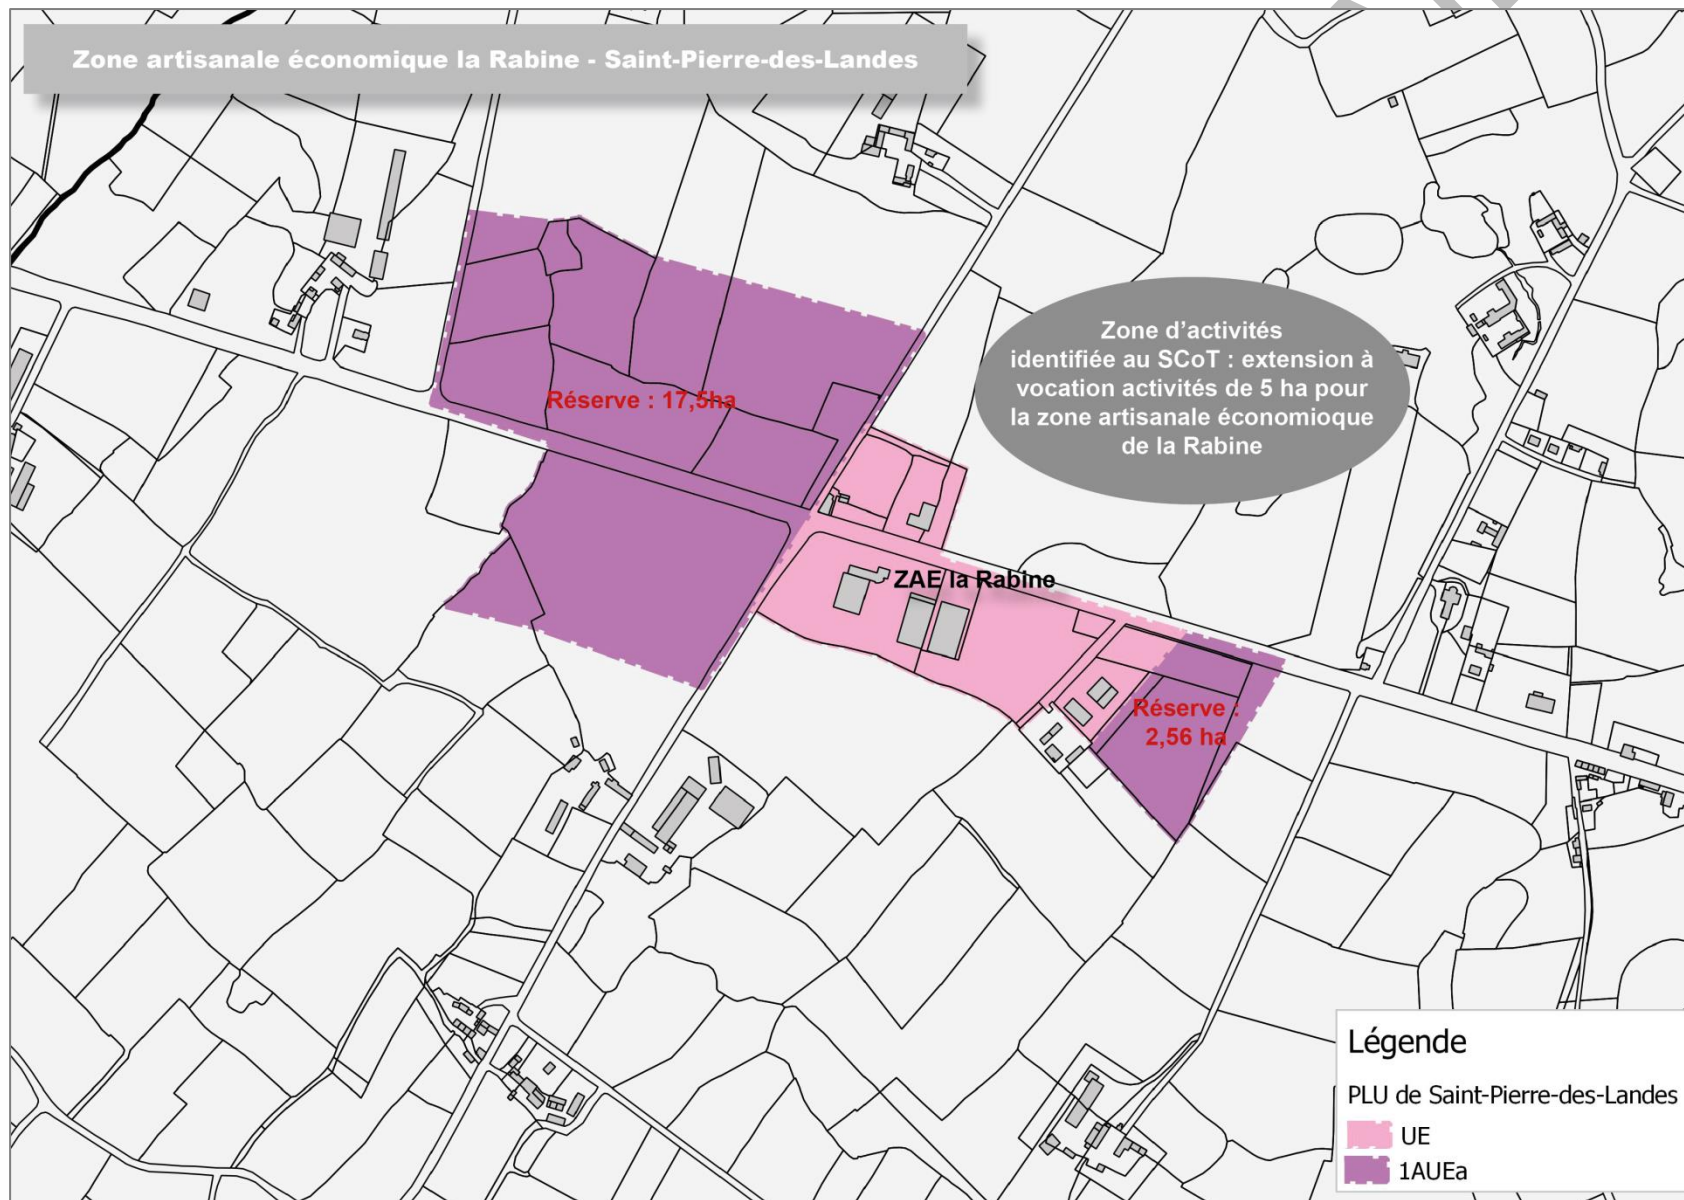 Zone artisanale économique la Rabine - Saint-Pierre-des-Landes
Zone d'activités
identifiée au SCoT : extension à
vocation activités de 5 ha pour
la zone artisanale économioque
de la Rabine
Réserve : 17,5ha
ZAE la Rabine
Réserve :
2,56 ha
Légende
PLU de Saint-Pierre-des-Landes
UE
1AUEa